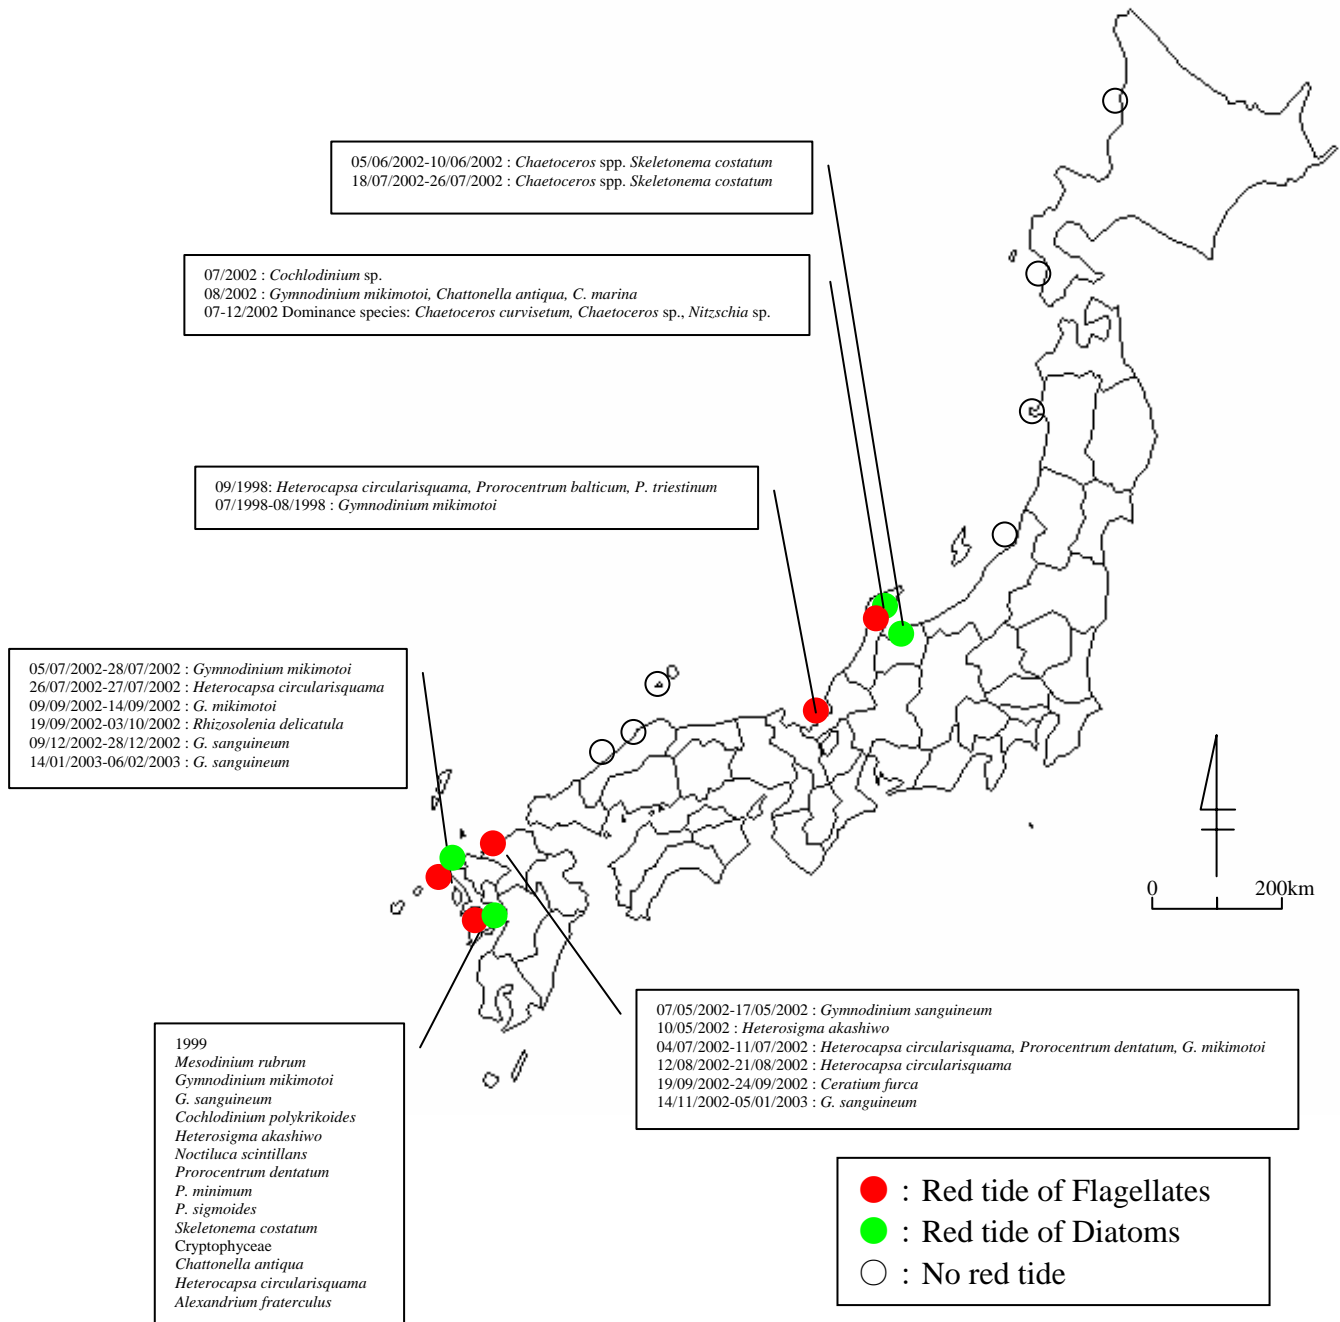 05/06/2002-10/06/2002 : Chaetoceros spp. Skeletonema costatum
18/07/2002-26/07/2002 : Chaetoceros spp. Skeletonema costatum
07/2002 : Cochlodinium sp.
08/2002 : Gymnodinium mikimotoi, Chattonella antiqua, C. marina
07-12/2002 Dominance species: Chaetoceros curvisetum, Chaetoceros sp., Nitzschia sp.
09/1998: Heterocapsa circularisquama, Prorocentrum balticum, P. triestinum
07/1998-08/1998 : Gymnodinium mikimotoi
05/07/2002-28/07/2002 : Gymnodinium mikimotoi
26/07/2002-27/07/2002 : Heterocapsa circularisquama
09/09/2002-14/09/2002 : G. mikimotoi
19/09/2002-03/10/2002 : Rhizosolenia delicatula
09/12/2002-28/12/2002 : G. sanguineum
14/01/2003-06/02/2003 : G. sanguineum
0 200km
07/05/2002-17/05/2002 : Gymnodinium sanguineum
10/05/2002 : Heterosigma akashiwo
04/07/2002-11/07/2002 : Heterocapsa circularisquama, Prorocentrum dentatum, G. mikimotoi
12/08/2002-21/08/2002 : Heterocapsa circularisquama
19/09/2002-24/09/2002 : Ceratium furca
14/11/2002-05/01/2003 : G. sanguineum
1999
Mesodinium rubrum
Gymnodinium mikimotoi
G. sanguineum
Cochlodinium polykrikoides
Heterosigma akashiwo
Noctiluca scintillans
Prorocentrum dentatum
P. minimum
P. sigmoides
Skeletonema costatum
Cryptophyceae
Chattonella antiqua
Heterocapsa circularisquama
Alexandrium fraterculus
: Red tide of Flagellates
: Red tide of Diatoms
: No red tide